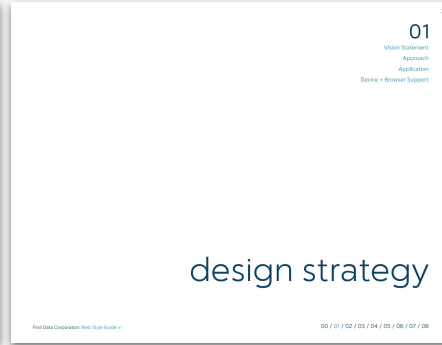 01
Vision Statement
Approach
Application
Device + Browser Support
design strategy
First Data Corporation Web Style Guide v1
00 / 01 / 02 / 03 / 04 / 05 / 06 / 07 / 08